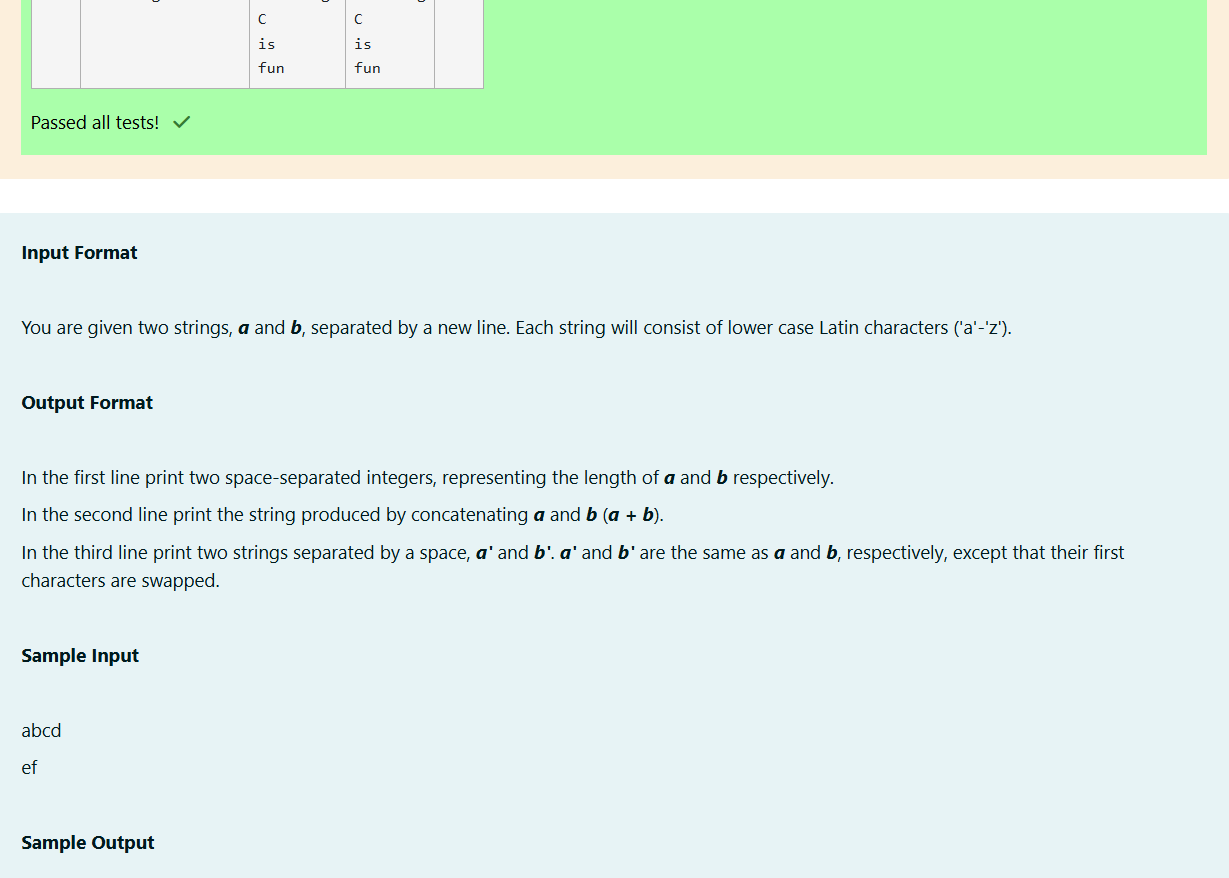 C C
is is
fun fun
Passed all tests!
Input Format
You are given two strings, a and b, separated by a new line. Each string will consist of lower case Latin characters ('a'-'z').
Output Format
In the first line print two space-separated integers, representing the length of a and b respectively.
In the second line print the string produced by concatenating a and b (a + b).
In the third line print two strings separated by a space, a' and b'. a' and b' are the same as a and b, respectively, except that their first
characters are swapped.
Sample Input
abcd
ef
Sample Output